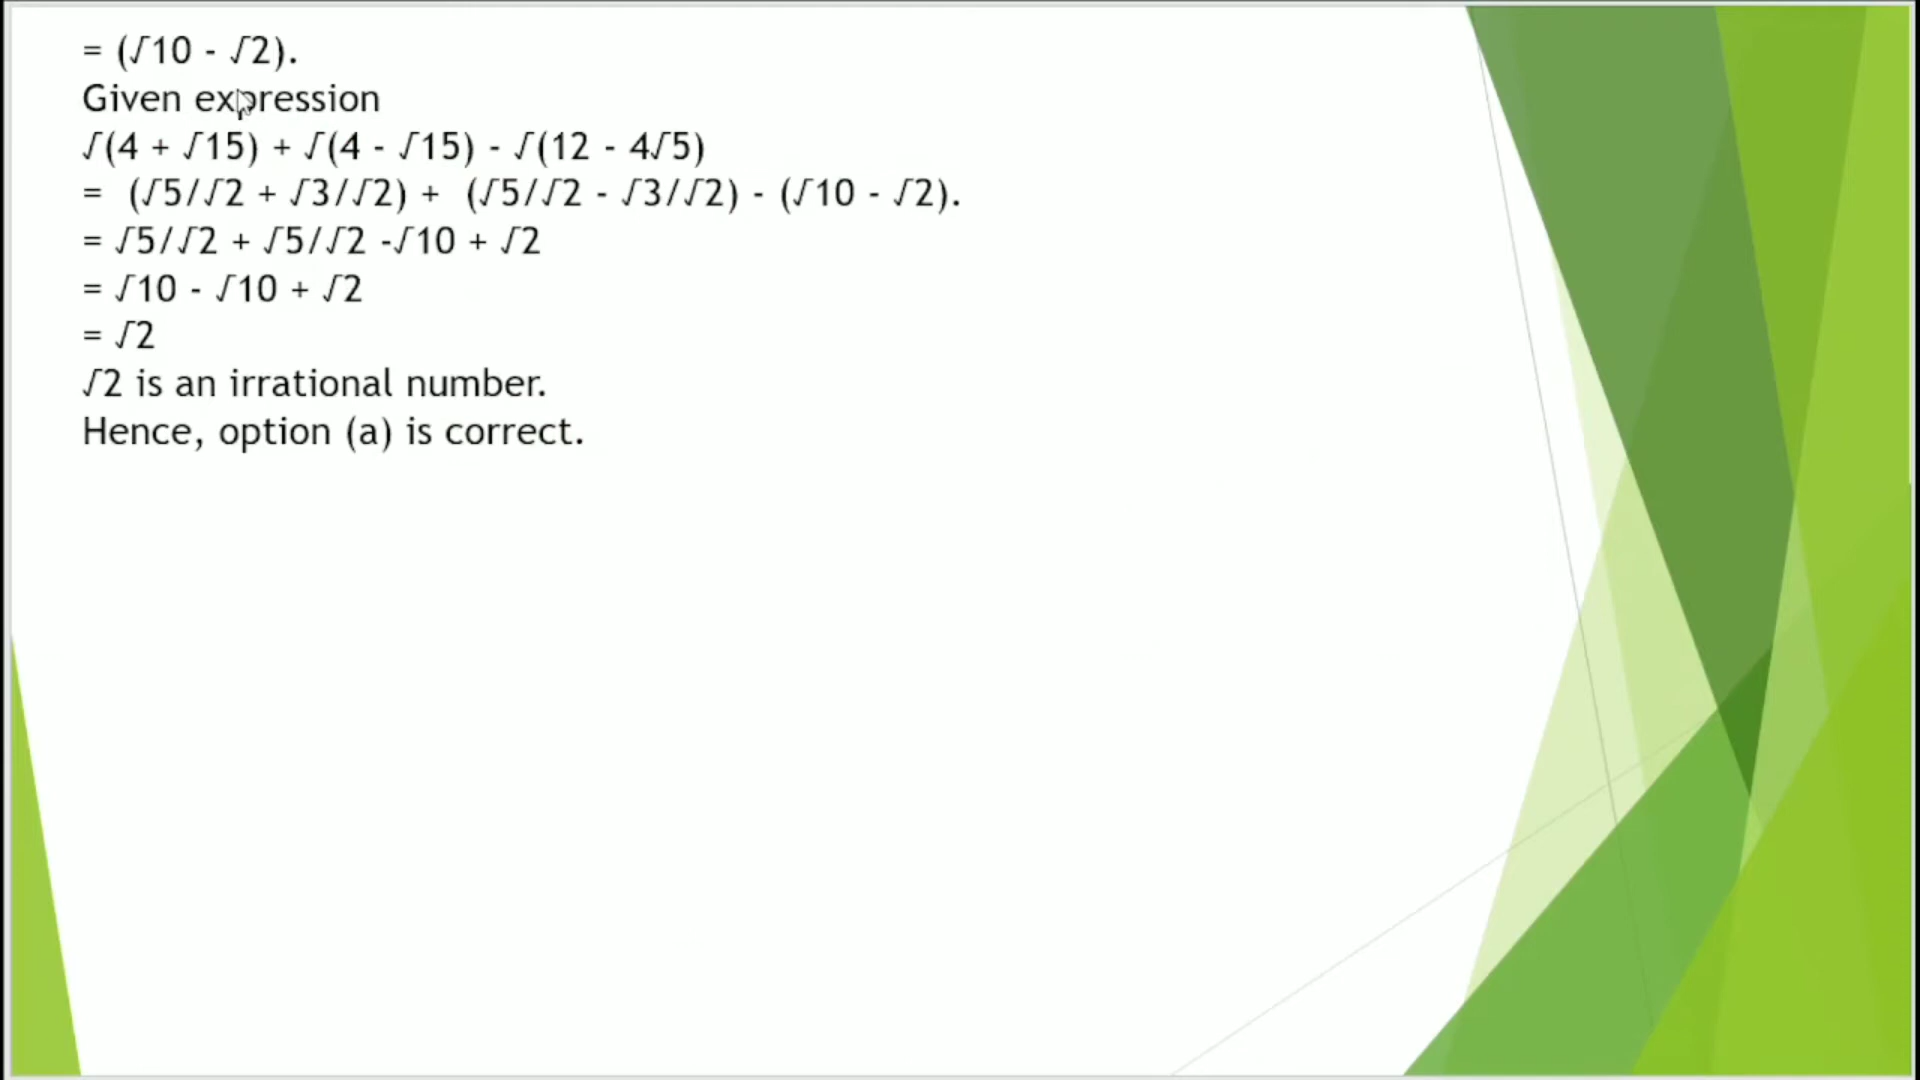 = (√10 - √2).
Given expression
√(4 + √15) + √(4 - √15) - √(12 - 4√5)
= (√5/√2 + √3/√2) + (√5/√2 - √3/√2) - (√10 - √2).
= √5/√2 + √5/√2 -√10 + √2
= √10 - √10 + √2
= √2
√2 is an irrational number.
Hence, option (a) is correct.